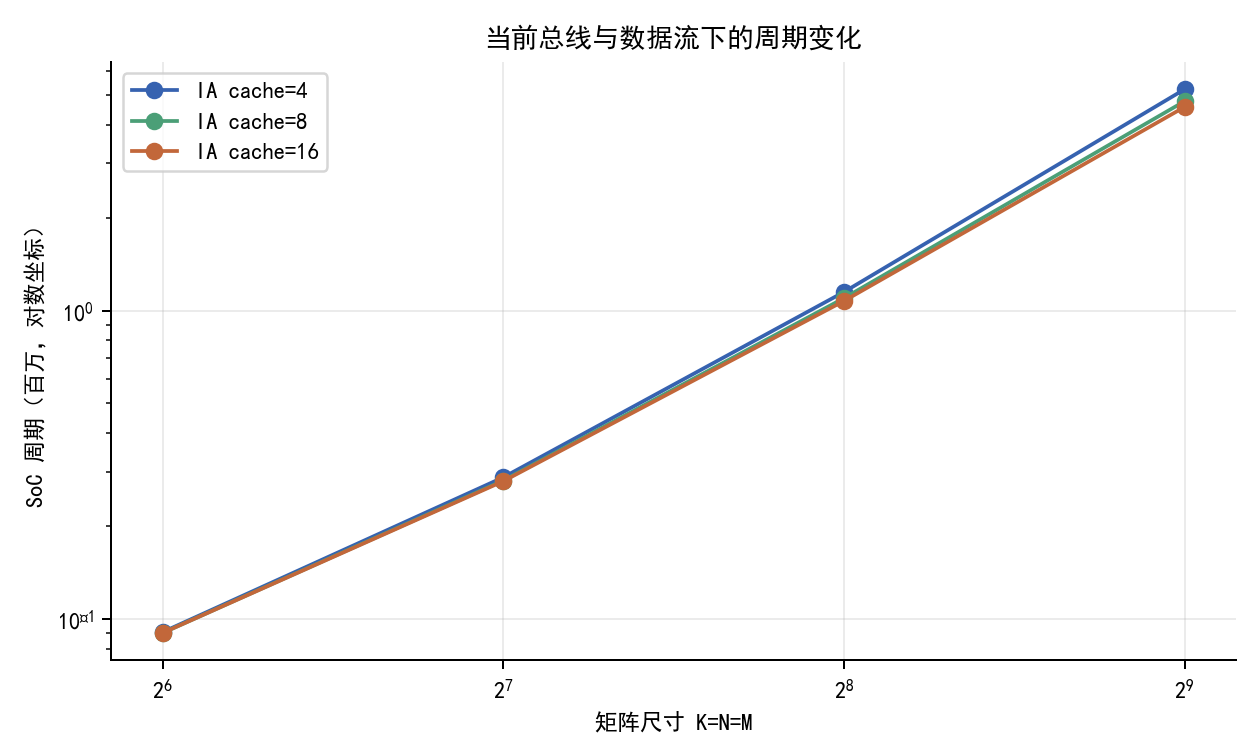 当前总线与数据流下的周期变化
IA cache=4
IA cache=8
IA cache=16
SoC 周期（百万，对数坐标）
10⁰
10¤¹
2⁶
2⁷
2⁸
2⁹
矩阵尺寸 K=N=M